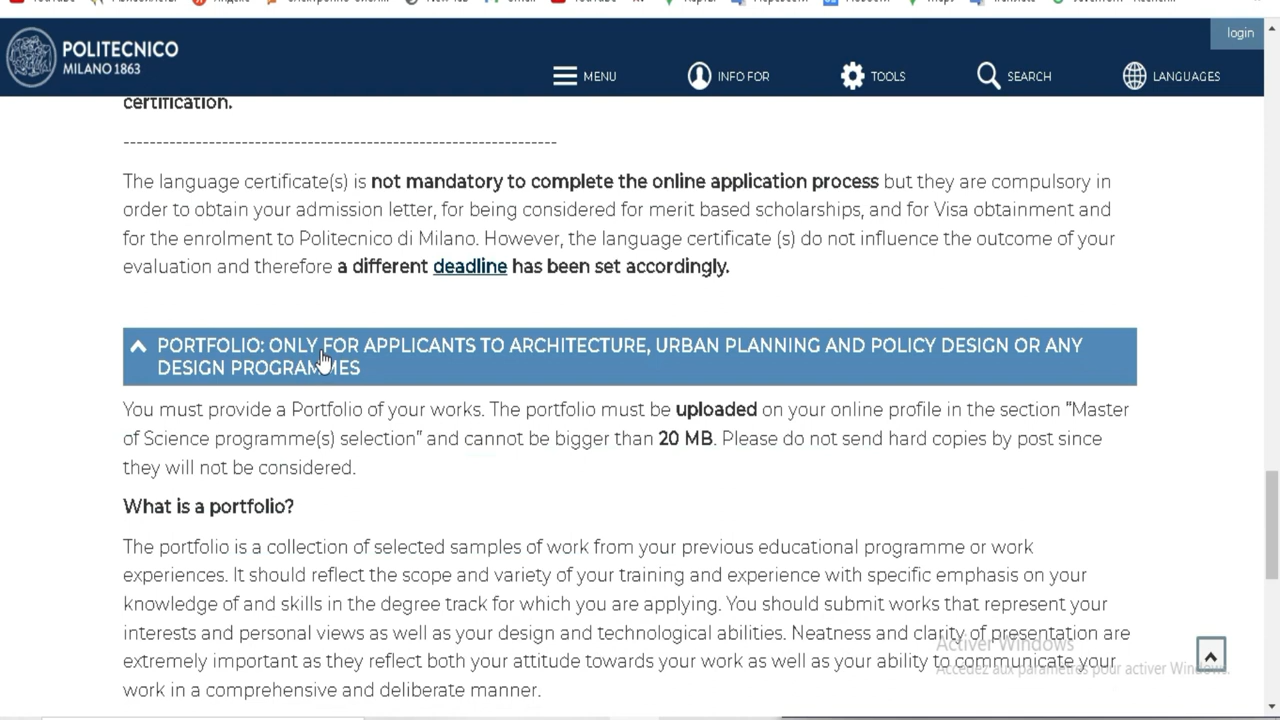 login
POLITECNICO
MILANO 1863
MENU
INFO FOR
TOOLS
SEARCH
LANGUAGES
certification.
------------------------------------------------------------------
The language certificate(s) is not mandatory to complete the online application process but they are compulsory in
order to obtain your admission letter, for being considered for merit based scholarships, and for Visa obtainment and
for the enrolment to Politecnico di Milano. However, the language certificate (s) do not influence the outcome of your
evaluation and therefore a different deadline has been set accordingly.
PORTFOLIO: ONLY FOR APPLICANTS TO ARCHITECTURE, URBAN PLANNING AND POLICY DESIGN OR ANY
DESIGN PROGRAMMES
You must provide a Portfolio of your works. The portfolio must be uploaded on your online profile in the section “Master
of Science programme(s) selection” and cannot be bigger than 20 MB. Please do not send hard copies by post since
they will not be considered.
What is a portfolio?
The portfolio is a collection of selected samples of work from your previous educational programme or work
experiences. It should reflect the scope and variety of your training and experience with specific emphasis on your
knowledge of and skills in the degree track for which you are applying. You should submit works that represent your
interests and personal views as well as your design and technological abilities. Neatness and clarity of presentation are
extremely important as they reflect both your attitude towards your work as well as your ability to communicate your
work in a comprehensive and deliberate manner.
Activer Windows
Accédez aux paramètres pour activer Windows.